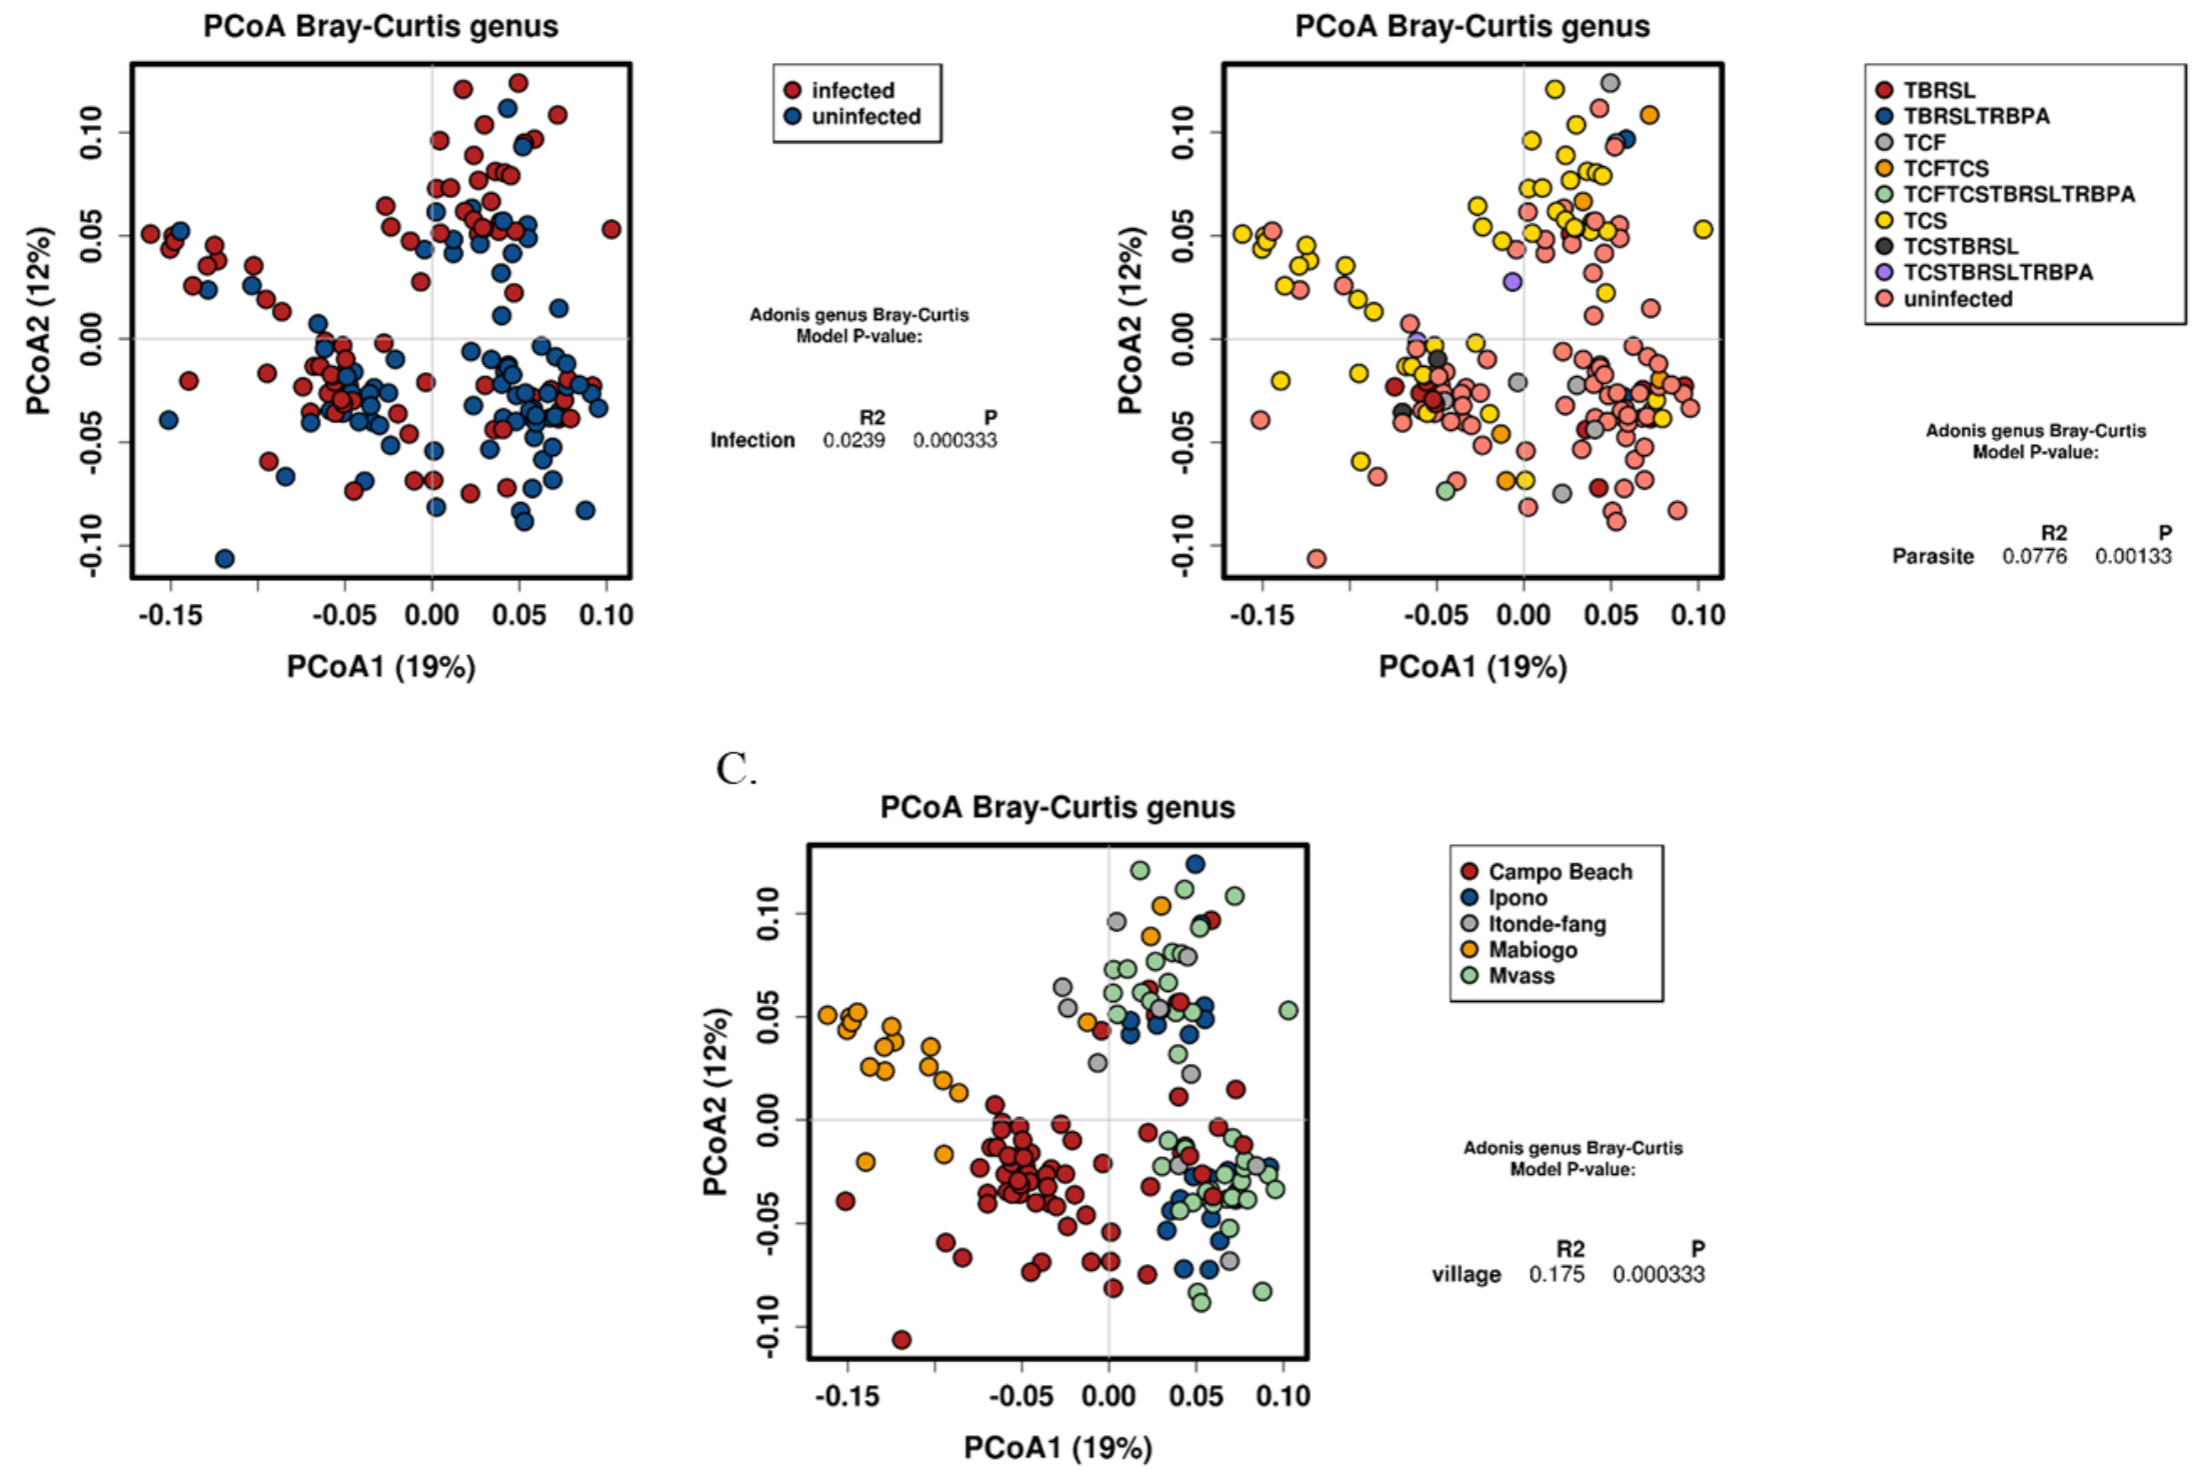 PCoA Bray-Curtis genus
PCoA2 (12%)
0.10
0.05
0.00
-0.05
-0.10
-0.15
-0.05
0.00
0.05
0.10
PCoA1 (19%)
infected
uninfected
Adonis genus Bray-Curtis
Model P-value:
R2 P
Infection 0.0239 0.000333
PCoA Bray-Curtis genus
PCoA2 (12%)
0.10
0.05
0.00
-0.05
-0.10
-0.15
-0.05
0.00
0.05
0.10
PCoA1 (19%)
TBRSL
TBRSLTRBPA
TCF
TCFTCS
TCFTCSTBRSLTRBPA
TCS
TCSTBRSL
TCSTBRSLTRBPA
uninfected
Adonis genus Bray-Curtis
Model P-value:
R2 P
Parasite 0.0776 0.00133
C.
PCoA Bray-Curtis genus
PCoA2 (12%)
0.10
0.05
0.00
-0.05
-0.10
-0.15
-0.05
0.00
0.05
0.10
PCoA1 (19%)
Campo Beach
Ipono
Itonde-fang
Mabiogo
Mvass
Adonis genus Bray-Curtis
Model P-value:
R2 P
village 0.175 0.000333